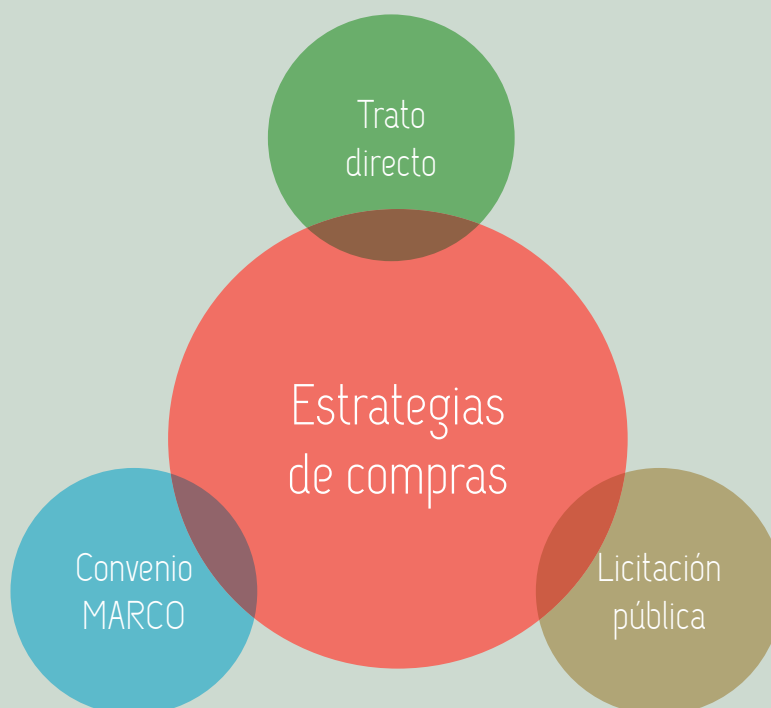 Trato
directo
Estrategias
de compras
Convenio
MARCO
Licitación
pública